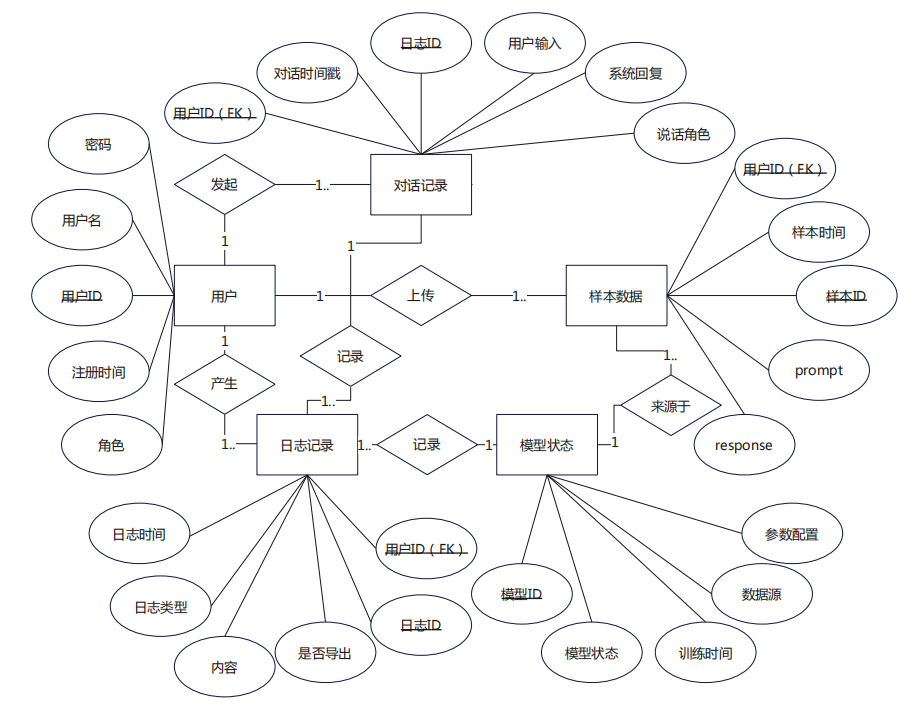 日志ID
用户输入
对话时间戳
系统回复
用户ID（FK）
说话角色
密码
用户ID（FK）
发起
1..
对话记录
用户名
样本时间
1
1
用户ID
用户
1
上传
1..
样本数据
样本ID
1
记录
1..
注册时间
产生
prompt
1..
来源于
角色
1..
日志记录
1..
记录
1
模型状态
1
response
日志时间
用户ID（FK）
参数配置
日志类型
模型ID
数据源
日志ID
内容
是否导出
模型状态
训练时间